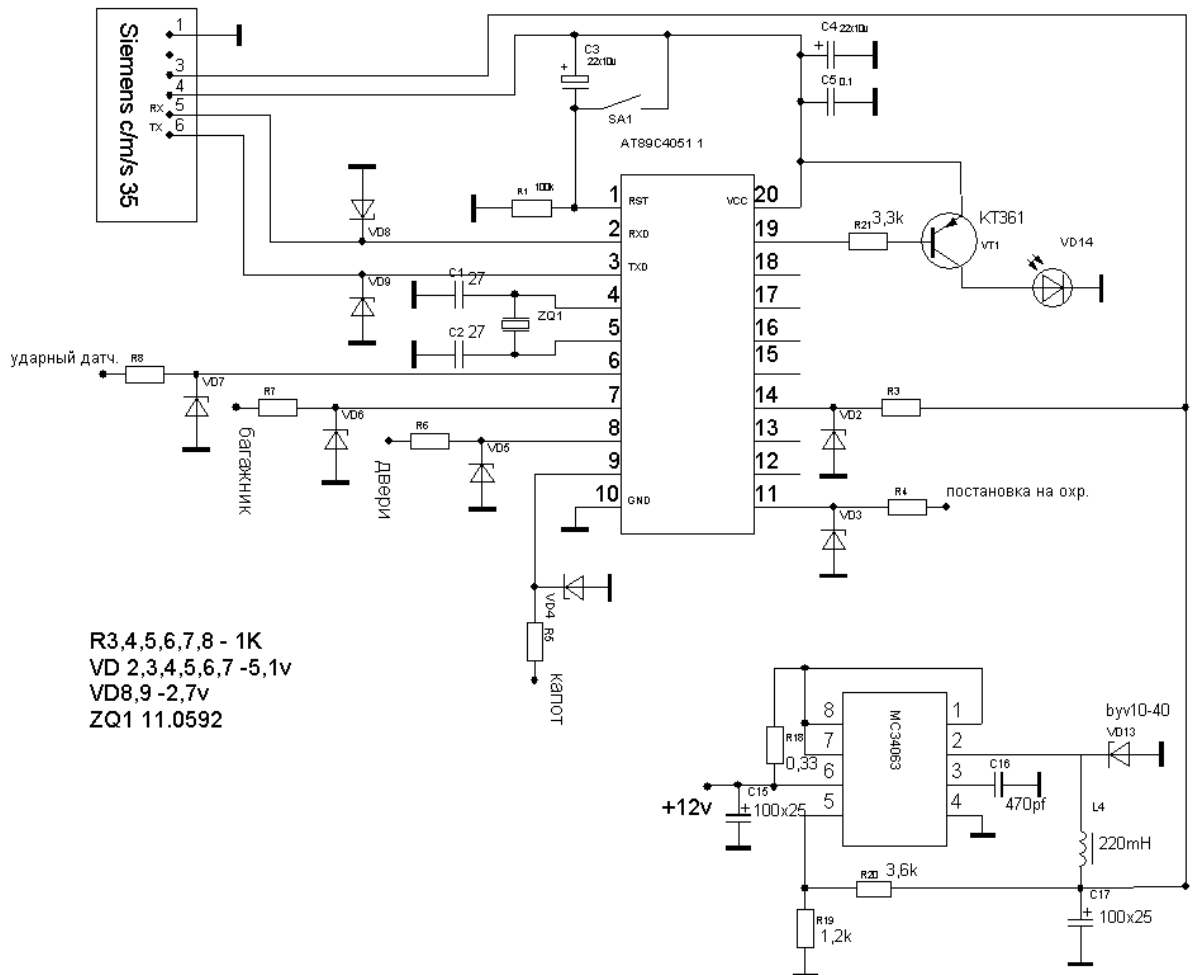 Siemens c/m/s 35
1
3
4
RX 5
TX 6
C3
22x10u
SA1
C4 22x10u
C5 0.1
AT89C4051 1
R1 100k
1 RST
2 RXD
3 TXD
4
5
6
7
8
9
10 GND
VCC 20
19
18
17
16
15
14
13
12
11
R21 3,3k
KT361
VT1
VD14
VD8
VD9
C1 27
C2 27
ZQ1
ударный датч.
R8
VD7
R7
VD6
багажник
R6
VD5
двери
VD4
R5
капот
VD2
R3
VD3
R4
постановка на охр.
R3,4,5,6,7,8 - 1K
VD 2,3,4,5,6,7 -5,1v
VD8,9 -2,7v
ZQ1 11.0592
MC34063
8
7
6
5
1
2
3
4
R18
0,33
+12v
C15
+ 100x25
C16
470pf
byv10-40
VD13
L4
220mH
R20 3,6k
R19
1,2k
C17
+ 100x25